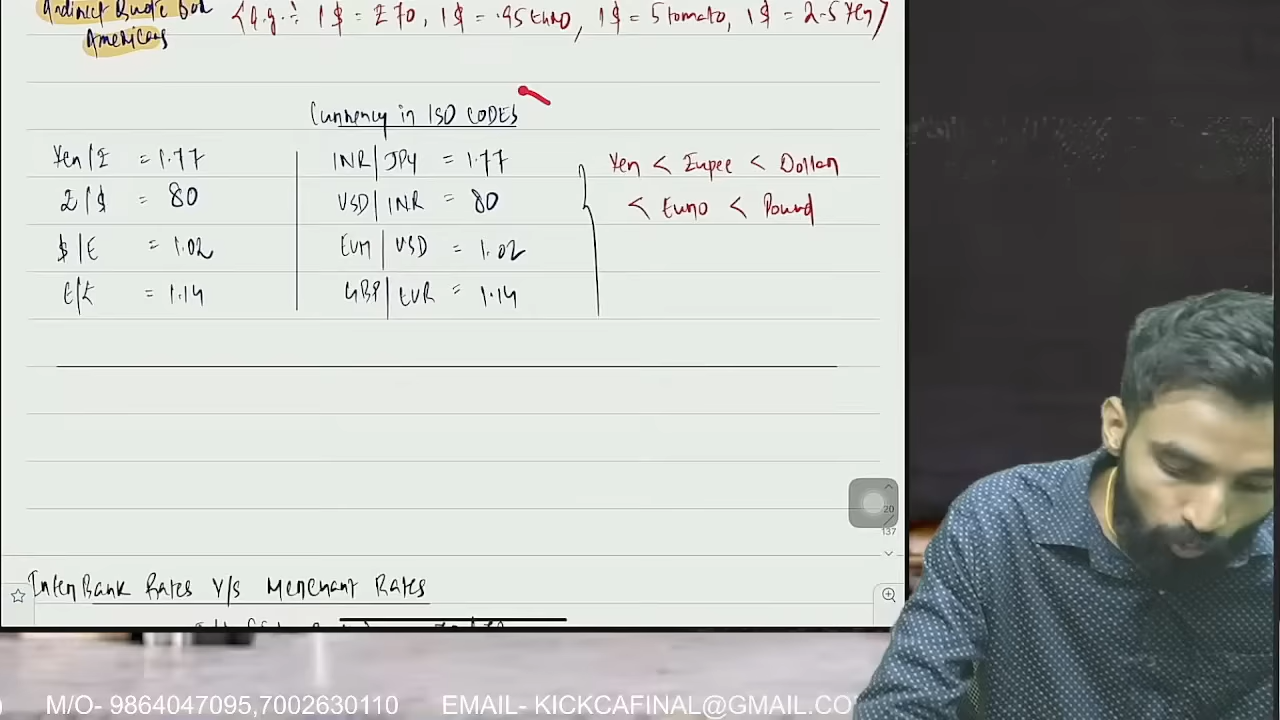 Indirect Quote for
Americans
{e.g.: 1$ = ₹70, 1$ = .95 Euro, 1$ = 5 tomato, 1$ = 2.5 Yen}
Currency in ISO CODES
Yen/₹ = 1.77
₹/$ = 80
$/€ = 1.02
€/£ = 1.14
INR/JPY = 1.77
USD/INR = 80
EUR/USD = 1.02
GBP/EUR = 1.14
Yen < Rupee < Dollar
< Euro < Pound
20
137
InterBank Rates V/s Merchant Rates
M/O- 9864047095,7002630110 EMAIL- KICKCAFINAL@GMAIL.CO